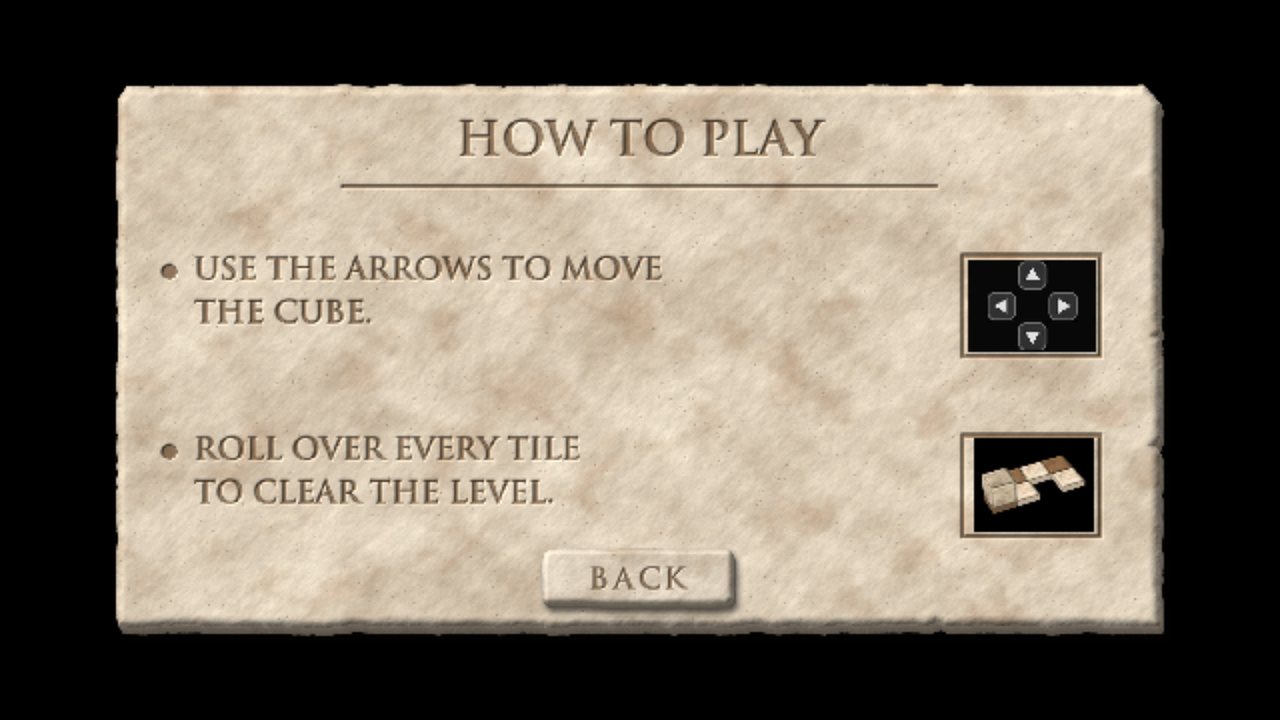 HOW TO PLAY
USE THE ARROWS TO MOVE
THE CUBE.
ROLL OVER EVERY TILE
TO CLEAR THE LEVEL.
BACK